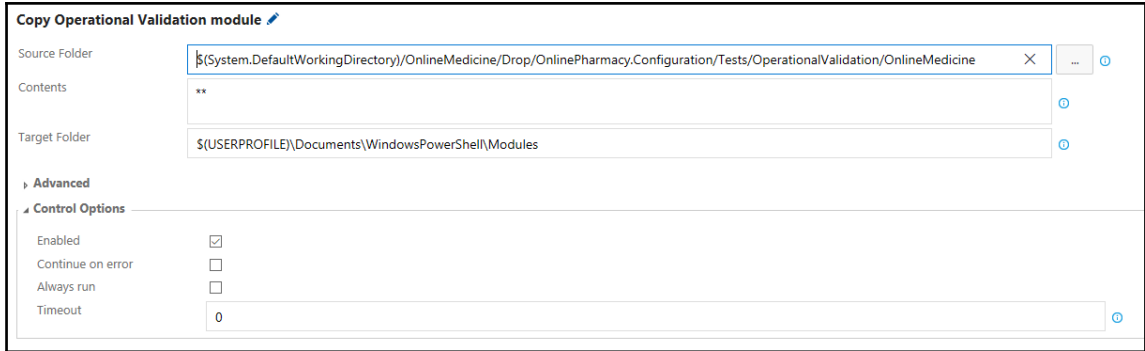 Copy Operational Validation module
Source Folder
$(System.DefaultWorkingDirectory)/OnlineMedicine/Drop/OnlinePharmacy.Configuration/Tests/OperationalValidation/OnlineMedicine
...
Contents
**
Target Folder
$(USERPROFILE)\Documents\WindowsPowerShell\Modules
Advanced
Control Options
Enabled
Continue on error
Always run
Timeout
0